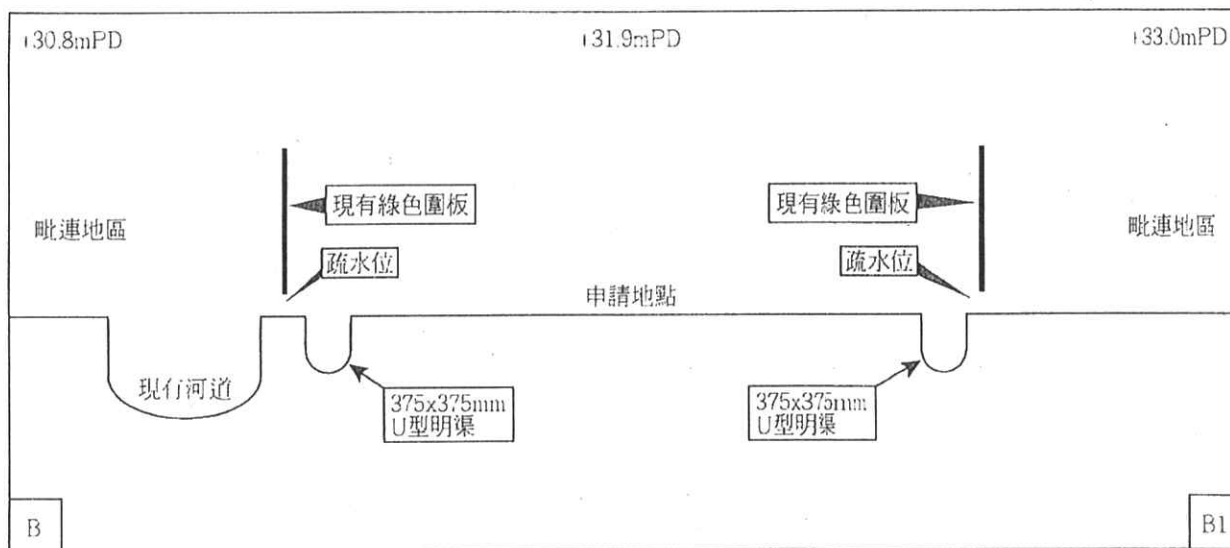 +30.8mPD
+31.9mPD
+33.0mPD
現有綠色圍板
現有綠色圍板
毗連地區
毗連地區
疏水位
疏水位
申請地點
現有河道
375x375mm
U型明渠
375x375mm
U型明渠
B
B1